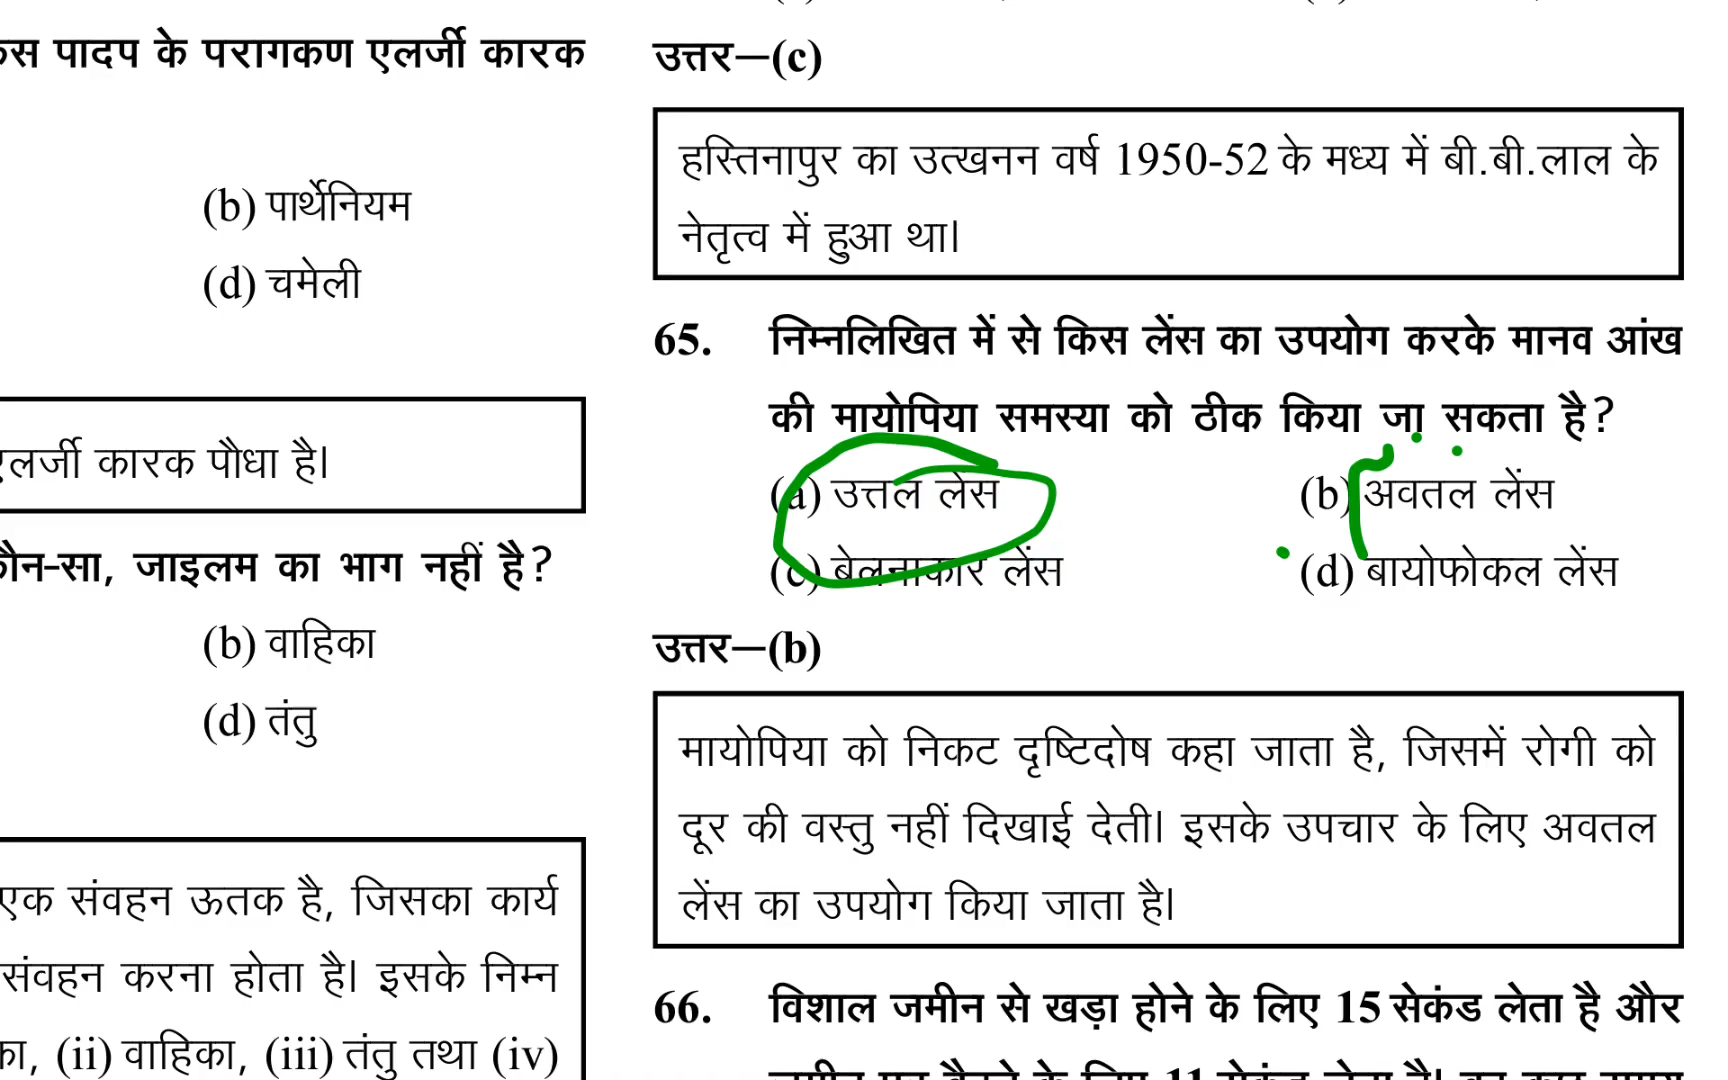 पादप के परागकण एलर्जी कारक
(b) पार्थेनियम
(d) चमेली
एलर्जी कारक पौधा है।
कौन-सा, जाइलम का भाग नहीं है?
(b) वाहिका
(d) तंतु
एक संवहन ऊतक है, जिसका कार्य
संवहन करना होता है। इसके निम्न
(ii) वाहिका, (iii) तंतु तथा (iv)
उत्तर—(c)
हस्तिनापुर का उत्खनन वर्ष 1950-52 के मध्य में बी.बी.लाल के
नेतृत्व में हुआ था।
65. निम्नलिखित में से किस लेंस का उपयोग करके मानव आंख
की मायोपिया समस्या को ठीक किया जा सकता है?
(a) उत्तल लेंस (b) अवतल लेंस
(c) बेलनाकार लेंस (d) बायोफोकल लेंस
उत्तर—(b)
मायोपिया को निकट दृष्टिदोष कहा जाता है, जिसमें रोगी को
दूर की वस्तु नहीं दिखाई देती। इसके उपचार के लिए अवतल
लेंस का उपयोग किया जाता है।
66. विशाल जमीन से खड़ा होने के लिए 15 सेकंड लेता है और